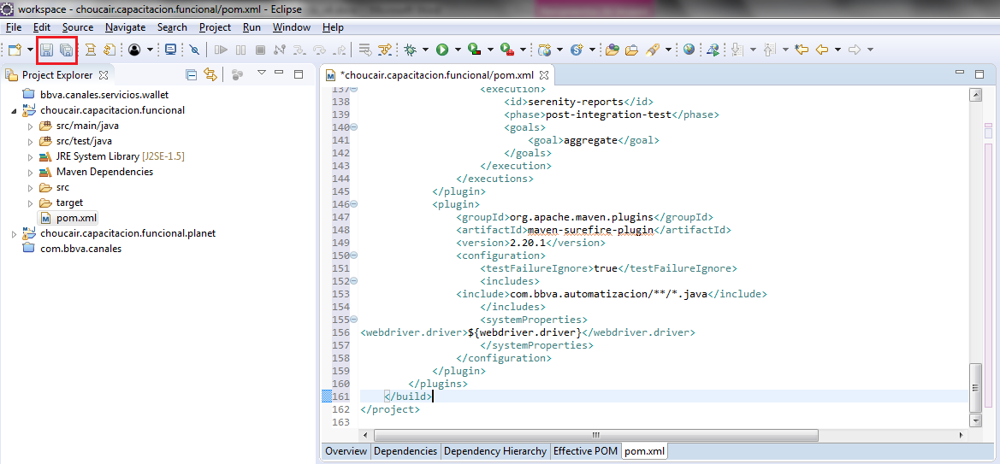 workspace - choucair.capacitacion.funcional/pom.xml - Eclipse
File Edit Source Navigate Search Project Run Window Help
Project Explorer
bbva.canales.servicios.wallet
choucair.capacitacion.funcional
src/main/java
src/test/java
JRE System Library [J2SE-1.5]
Maven Dependencies
src
target
pom.xml
choucair.capacitacion.funcional.planet
com.bbva.canales
*choucair.capacitacion.funcional/pom.xml
137 <execution>
138 <id>serenity-reports</id>
139 <phase>post-integration-test</phase>
140 <goals>
141 <goal>aggregate</goal>
142 </goals>
143 </execution>
144 </executions>
145 </plugin>
146 <plugin>
147 <groupId>org.apache.maven.plugins</groupId>
148 <artifactId>maven-surefire-plugin</artifactId>
149 <version>2.20.1</version>
150 <configuration>
151 <testFailureIgnore>true</testFailureIgnore>
152 <includes>
153 <include>com.bbva.automatizacion/**/*.java</include>
154 </includes>
155 <systemProperties>
156 <webdriver.driver>${webdriver.driver}</webdriver.driver>
157 </systemProperties>
158 </configuration>
159 </plugin>
160 </plugins>
161 </build>
162 </project>
163
Overview Dependencies Dependency Hierarchy Effective POM pom.xml